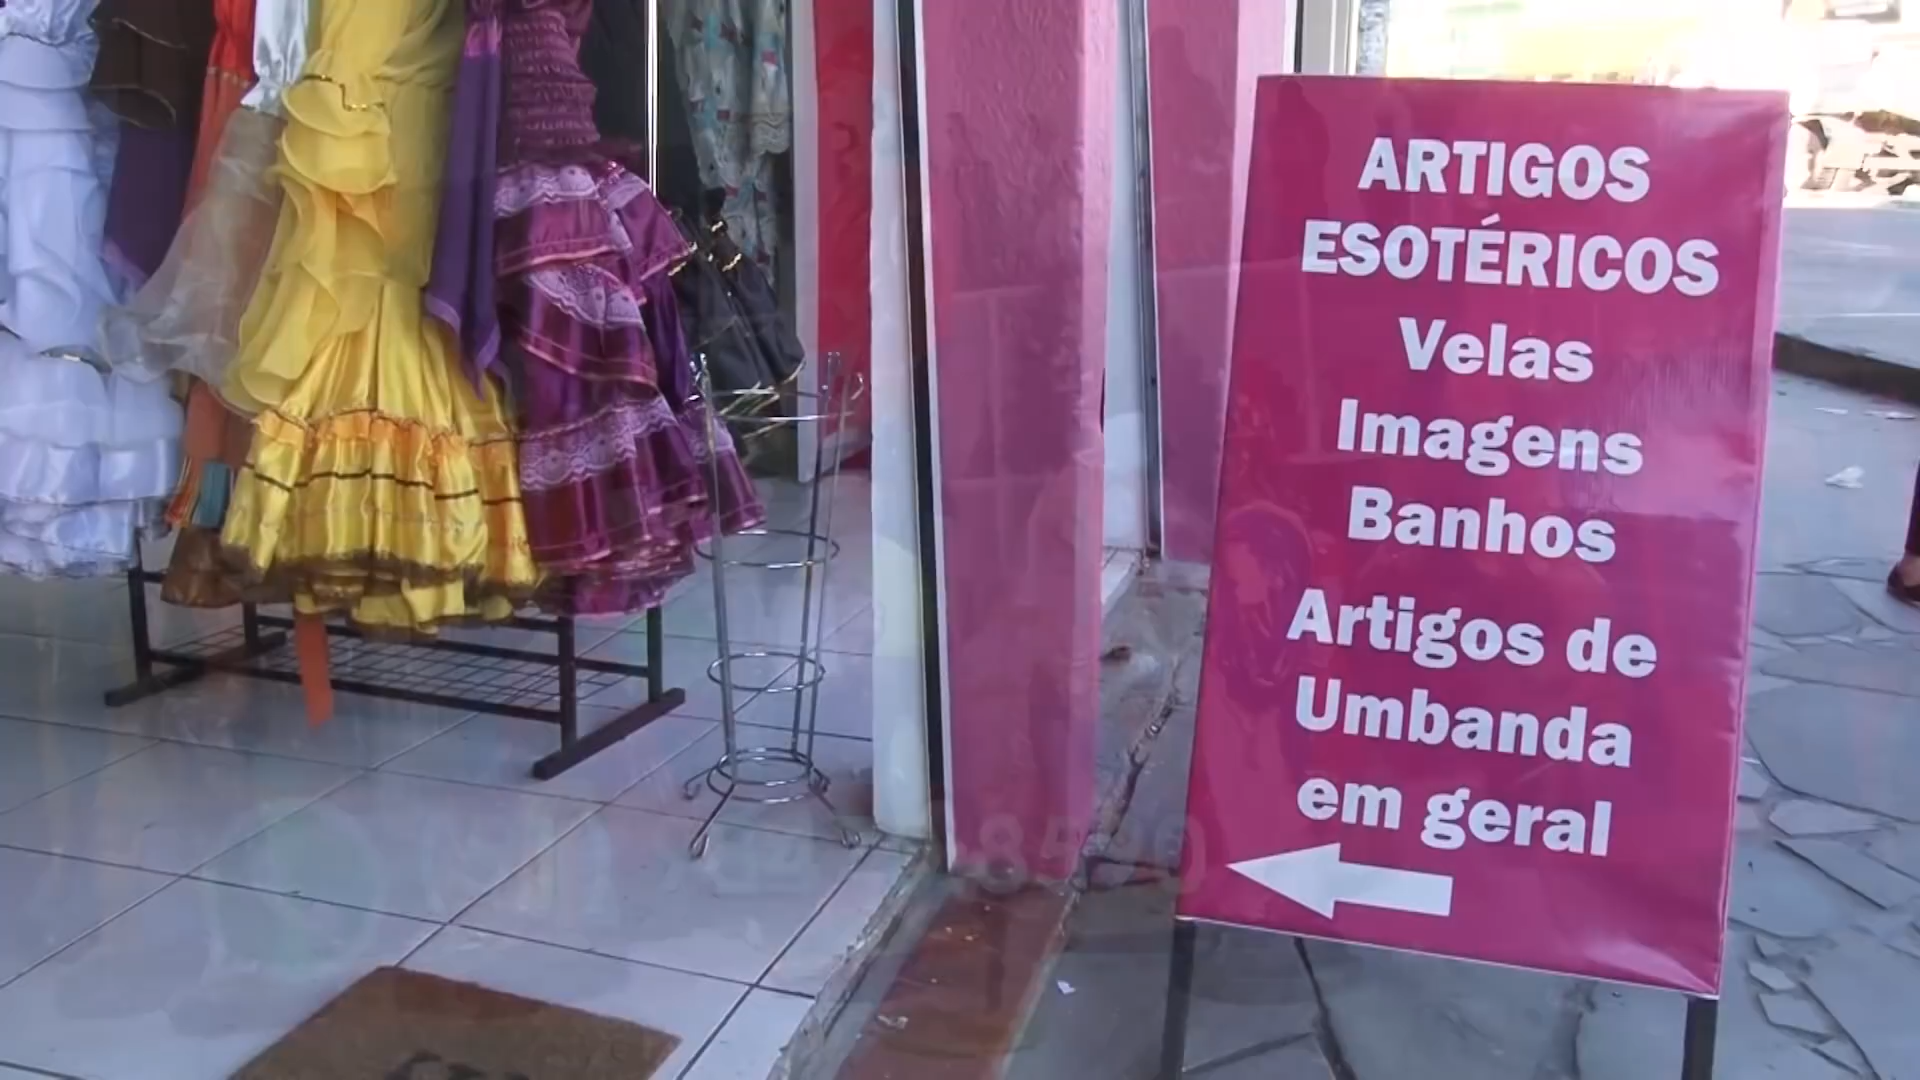 ARTIGOS
ESOTÉRICOS
Velas
Imagens
Banhos
Artigos de
Umbanda
em geral